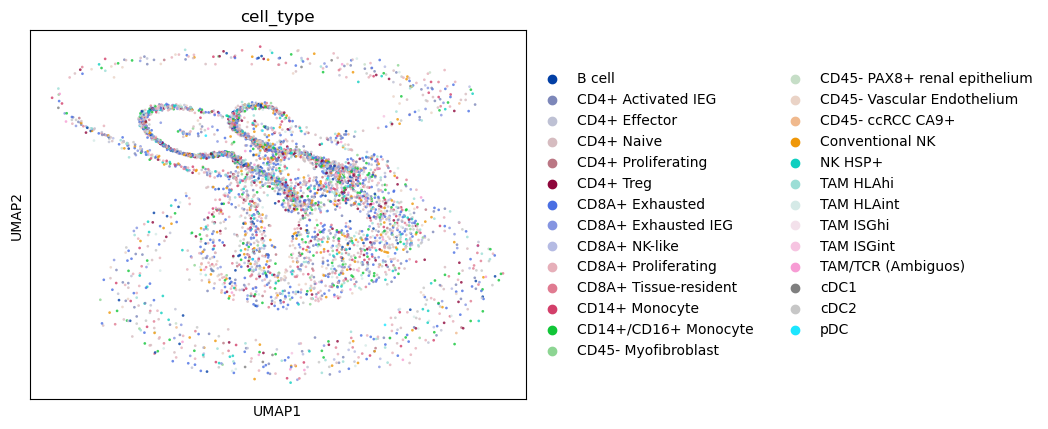 cell_type
UMAP2
UMAP1
B cell
CD4+ Activated IEG
CD4+ Effector
CD4+ Naive
CD4+ Proliferating
CD4+ Treg
CD8A+ Exhausted
CD8A+ Exhausted IEG
CD8A+ NK-like
CD8A+ Proliferating
CD8A+ Tissue-resident
CD14+ Monocyte
CD14+/CD16+ Monocyte
CD45- Myofibroblast
CD45- PAX8+ renal epithelium
CD45- Vascular Endothelium
CD45- ccRCC CA9+
Conventional NK
NK HSP+
TAM HLAhi
TAM HLAint
TAM ISGhi
TAM ISGint
TAM/TCR (Ambiguos)
cDC1
cDC2
pDC